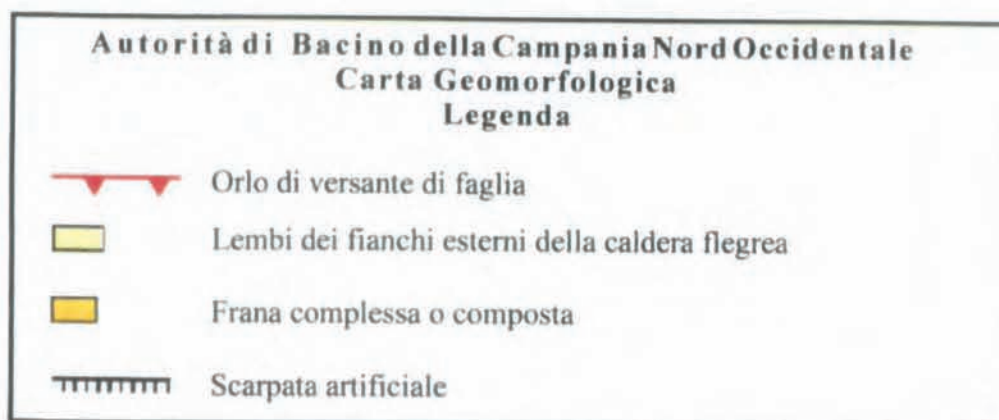 Autorità di Bacino della Campania Nord Occidentale
Carta Geomorfologica
Legenda
Orlo di versante di faglia
Lembi dei fianchi esterni della caldera flegrea
Frana complessa o composta
Scarpata artificiale